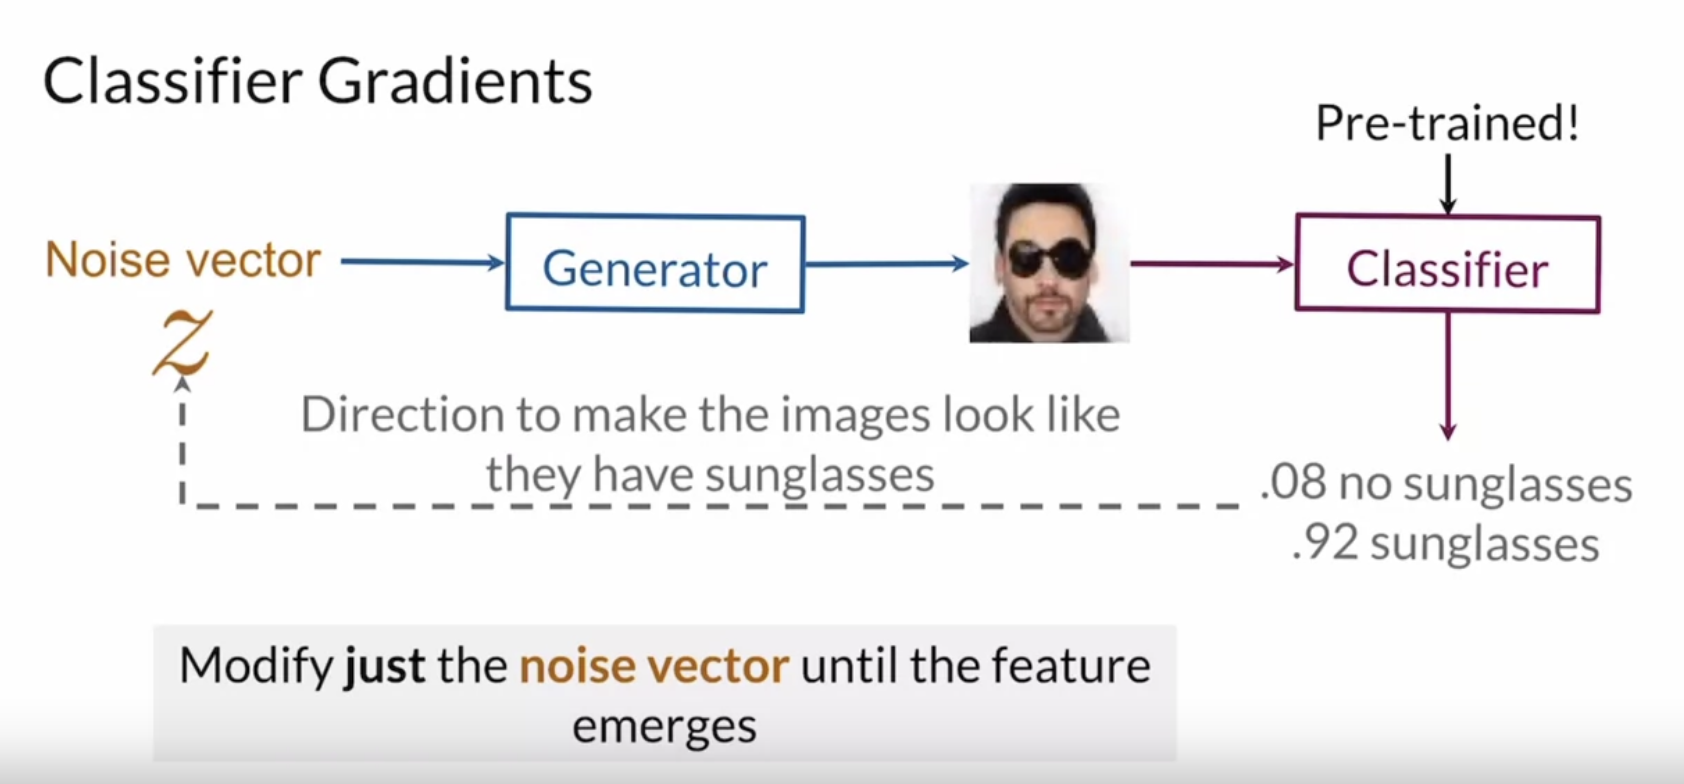 Classifier Gradients
Pre-trained!
Noise vector
z
Generator
Classifier
Direction to make the images look like
they have sunglasses
.08 no sunglasses
.92 sunglasses
Modify just the noise vector until the feature
emerges